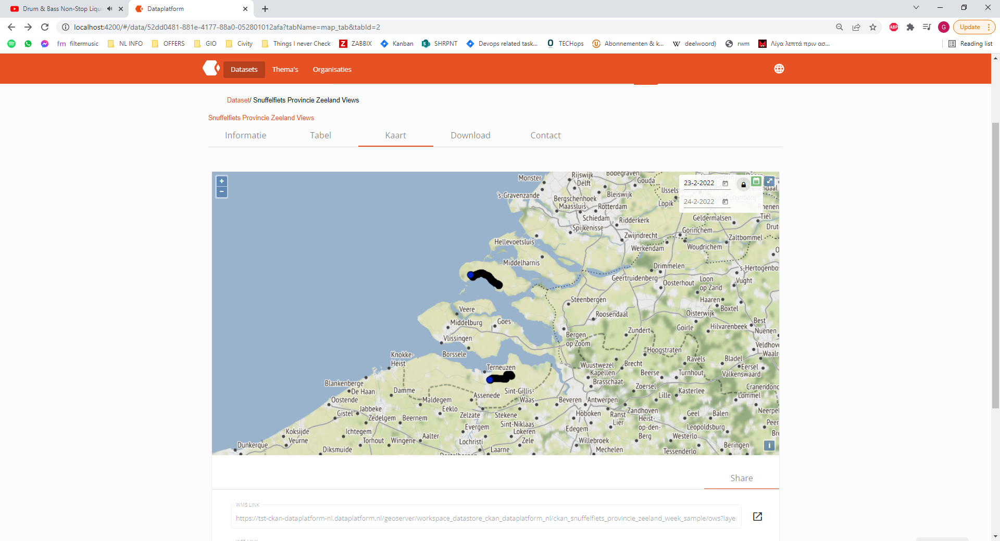 Drum & Bass Non-Stop Liqu
Dataplatform
localhost:4200/#/data/52dd0481-881e-4177-88a0-052801012afa?tabName=map_tab&tabId=2
ABP
G
Update
fm filtermusic
NL INFO
OFFERS
GIO
Civity
Things I never Check
Z ZABBIX
Kanban
SHRPNT
Devops related task...
TECHops
Abonnementen & k...
W deelwoord)
rwm
Λίγα λεπτά πριν ασ...
Reading list
Datasets
Thema's
Organisaties
Dataset/ Snuffelfiets Provincie Zeeland Views
Snuffelfiets Provincie Zeeland Views
Informatie
Tabel
Kaart
Download
Contact
+
−
23-2-2022
24-2-2022
Monster
Rijswijk
Delft
Bodegraven
Gouda
's-Gravenzande
Bergschenhoek
Bleiswijk
IJsselstei
Lopik
Maassluis
Rotterdam
Schiedam
Ridderkerk
Spijkenisse
Geldermalsen
Tiel
Drut
Gorinchem
Zaltbommel
Zwijndrecht
Woudrichem
Hellevoetsluis
Werkendam
Middelharnis
Drimmelen
's-Hertogenbos
Geertruidenberg
Oosterhout
Loon
op Zand
Vught
Haaren
Boxtel
Steenbergen
Roosendaal
Oisterwijk
Veere
Middelburg
Goes
Best
Goirle
Hilvarenbeek
Nuenen
Zundert
Vlissingen
Bergen
op Zoom
Veldhov
Waalr
Borssele
Knokke-
Heist
Hoogstraten
Ravels
Bladel
Eersel
Terneuzen
Wuustwezel
Brecht
Kapellen
Beerse
Turnhout
Valkenswaard
Blankenberge
De Haan
Damme
Assenede
Sint-Gillis-
Waas
Brasschaat
Zoersel
Kasterlee
Cranendonc
Lommel
Oostende
Maldegem
Beveren
Antwerpen
Lille
Jabbeke
Eeklo
Zelzate
Stekene
Hoboken
Ranst
Zandhoven
Geel
Balen
Neerpel
Gistel
Zedelgem
Beernem
Sint-Niklaas
Lier
Heist-
op-den-
Berg
Peer
Koksijde
Ichtegem
Aalter
Evergem
Lokeren
Edegem
Leopoldsburg
Veurne
Torhout
Wingene
Lochristi
Zele
Willebroek
Westerlo
Dunkerque
Diksmuide
Laarne
Mechelen
Tessenderlo
Beringen
i
Share
WMS LINK
https://tst-ckan-dataplatform-nl.dataplatform.nl/geoserver/workspace_datastore_ckan_dataplatform_nl/ckan_snuffelfiets_provincie_zeeland_week_sample/ows?laye